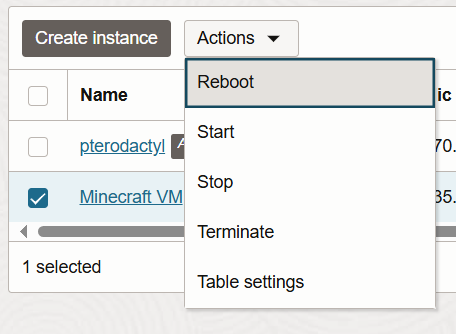 Create instance
Actions
Reboot
Name
ic
Start
pterodactyl
A
70.
Stop
Minecraft VM
35.
Terminate
1 selected
Table settings